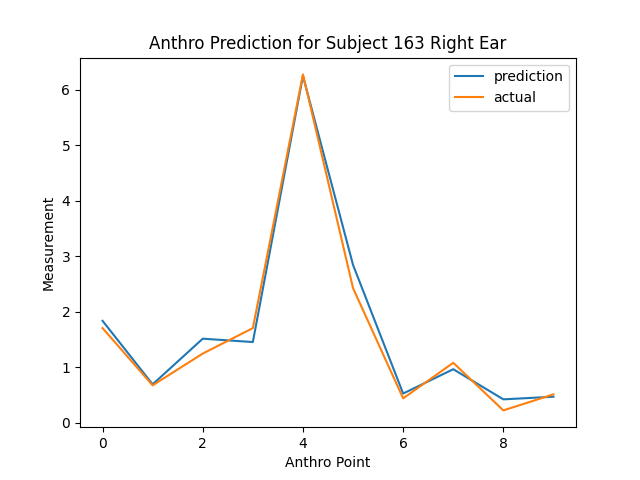 Anthro Prediction for Subject 163 Right Ear
prediction
actual
6
5
4
3
2
1
0
Measurement
0 2 4 6 8
Anthro Point